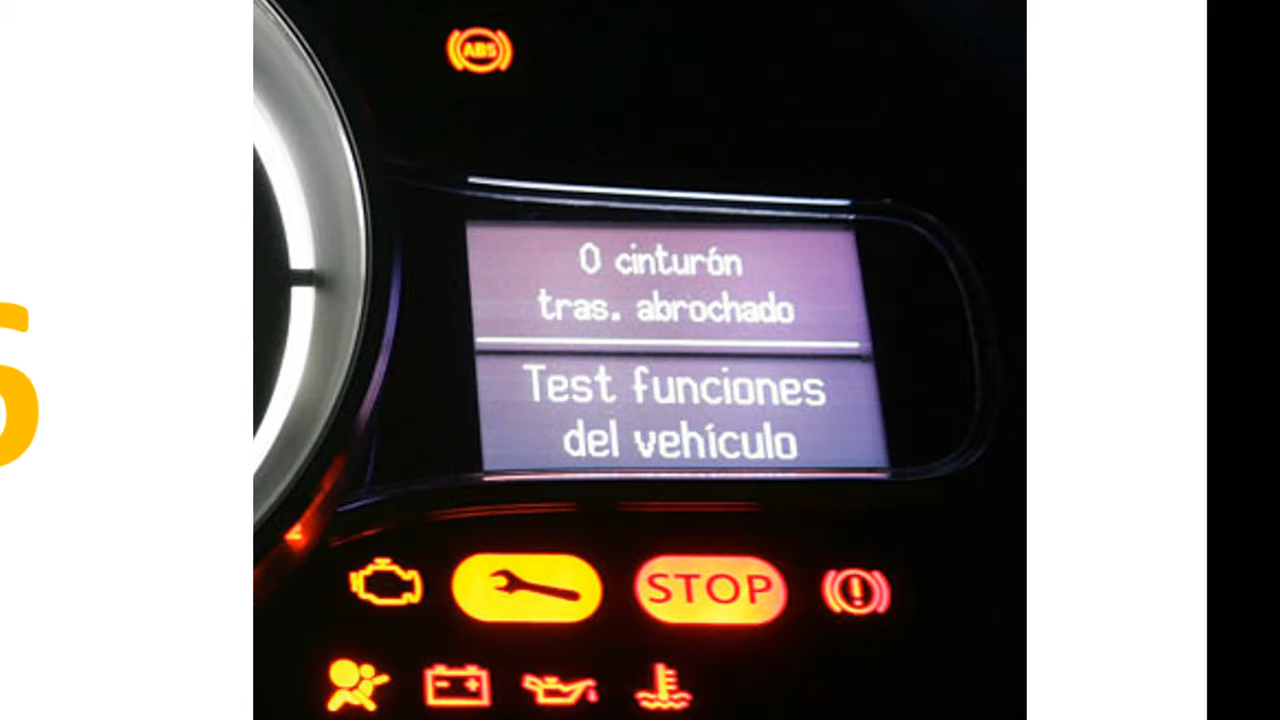 ABS
0 cinturón
tras. abrochado
Test funciones
del vehículo
STOP